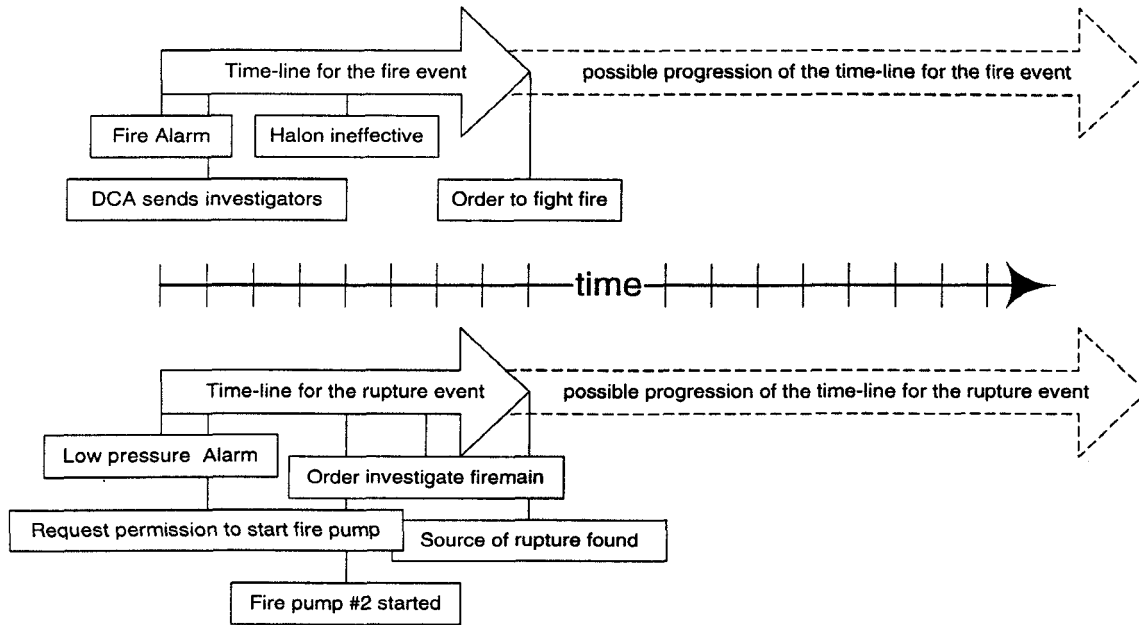 Time-line for the fire event
possible progression of the time-line for the fire event
Fire Alarm
Halon ineffective
DCA sends investigators
Order to fight fire
time
Time-line for the rupture event
possible progression of the time-line for the rupture event
Low pressure Alarm
Order investigate firemain
Request permission to start fire pump
Source of rupture found
Fire pump #2 started